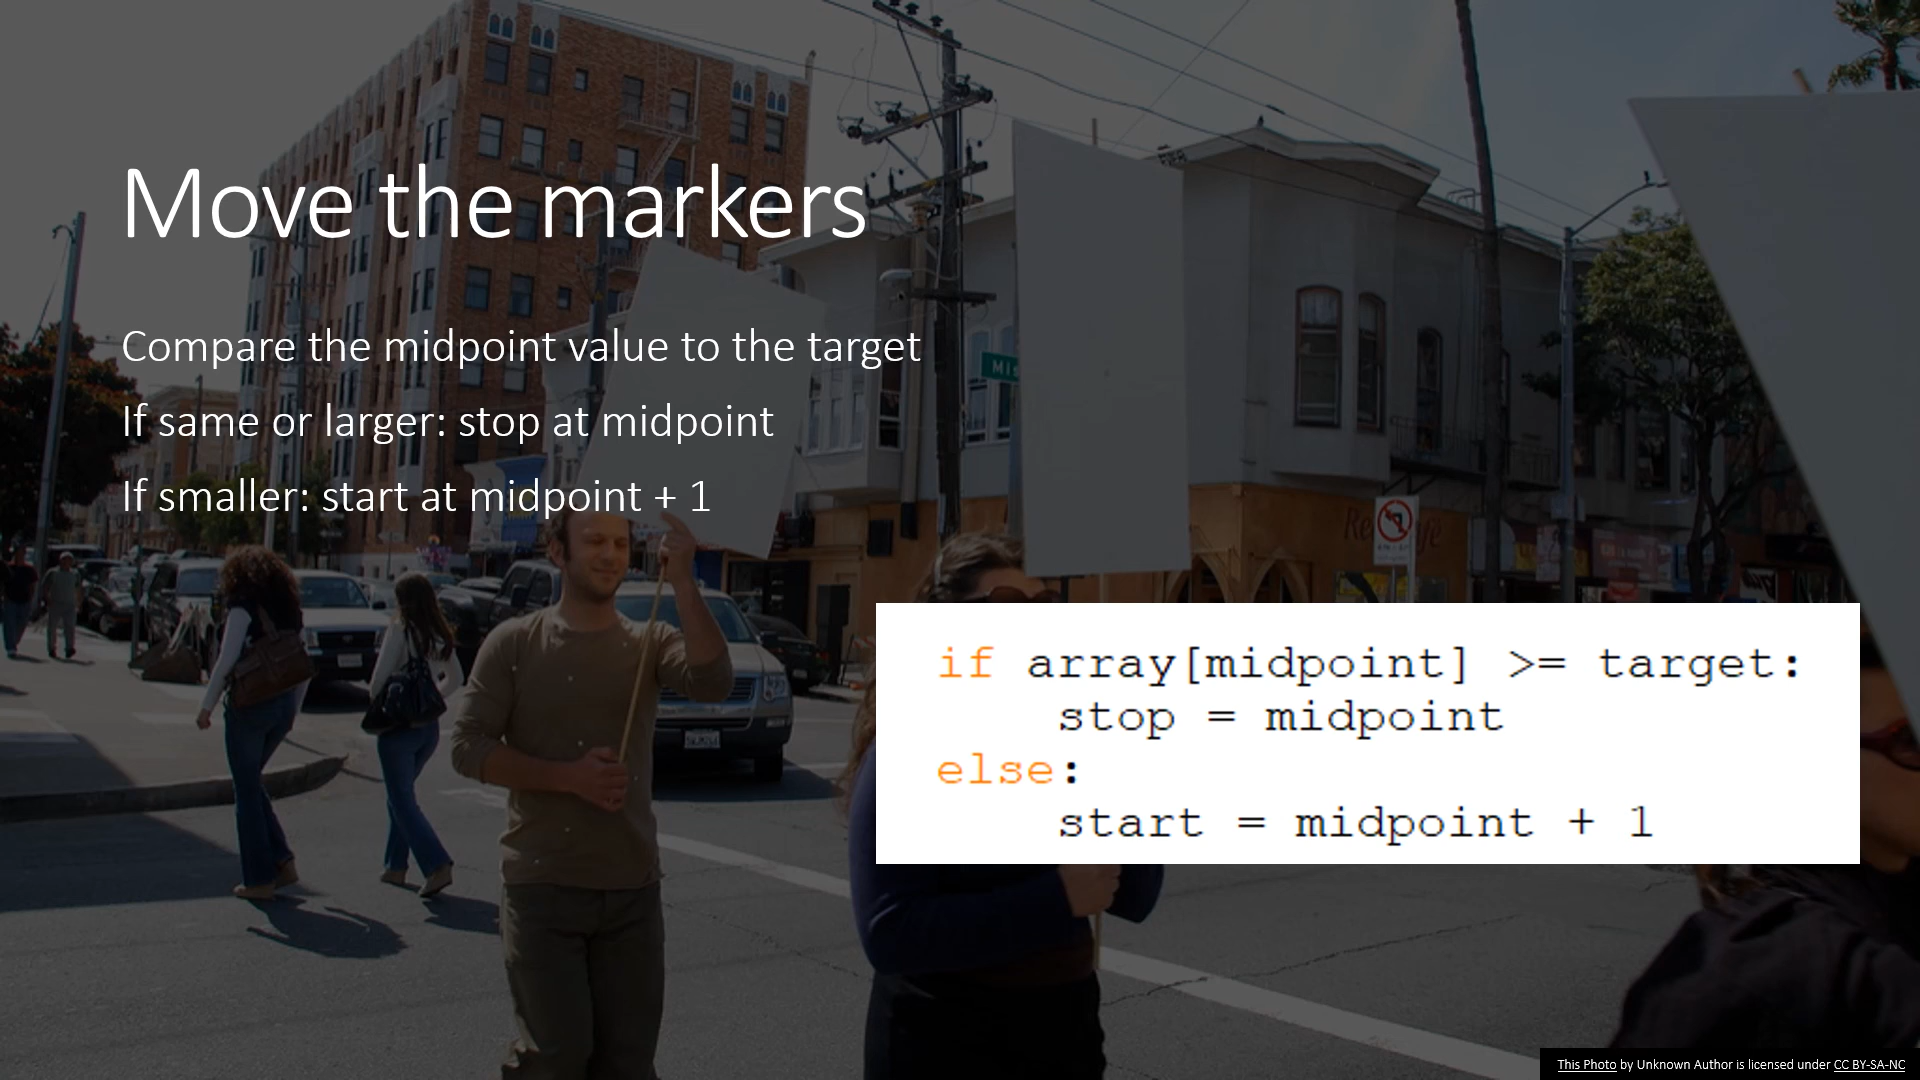 Move the markers
Compare the midpoint value to the target
If same or larger: stop at midpoint
If smaller: start at midpoint + 1
if array[midpoint] >= target:
    stop = midpoint
else:
    start = midpoint + 1
This Photo by Unknown Author is licensed under CC BY-SA-NC